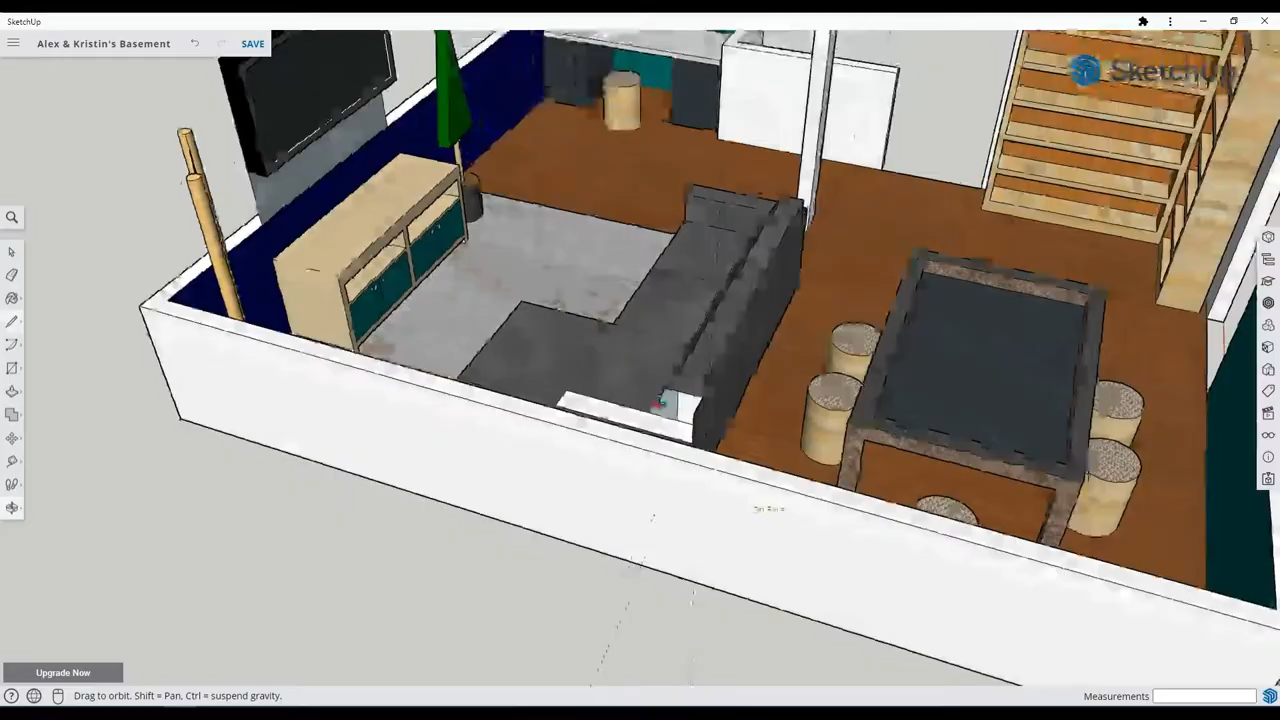 SketchUp
Alex & Kristin's Basement
SAVE
SketchUp
Upgrade Now
Drag to orbit. Shift = Pan, Ctrl = suspend gravity.
Measurements